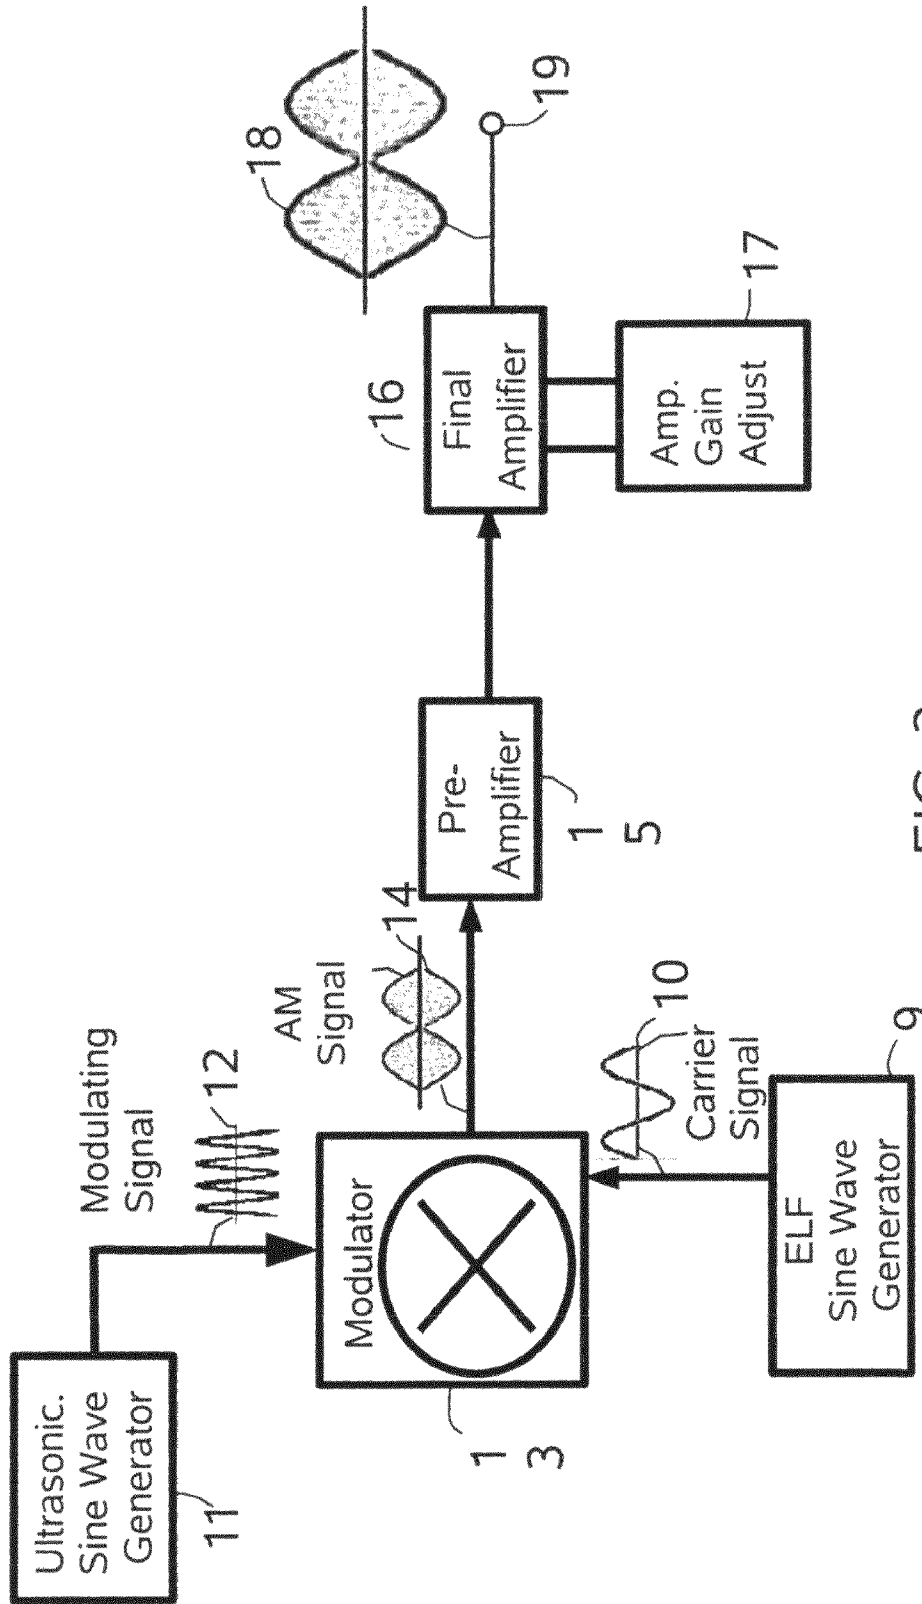 Ultrasonic.
Sine Wave
Generator
11
Modulating
Signal
12
Modulator
1
3
AM
Signal
14
ELF
Sine Wave
Generator
9
Carrier
Signal
10
Pre-
Amplifier
1
5
Final
Amplifier
16
Amp.
Gain
Adjust
17
18
19